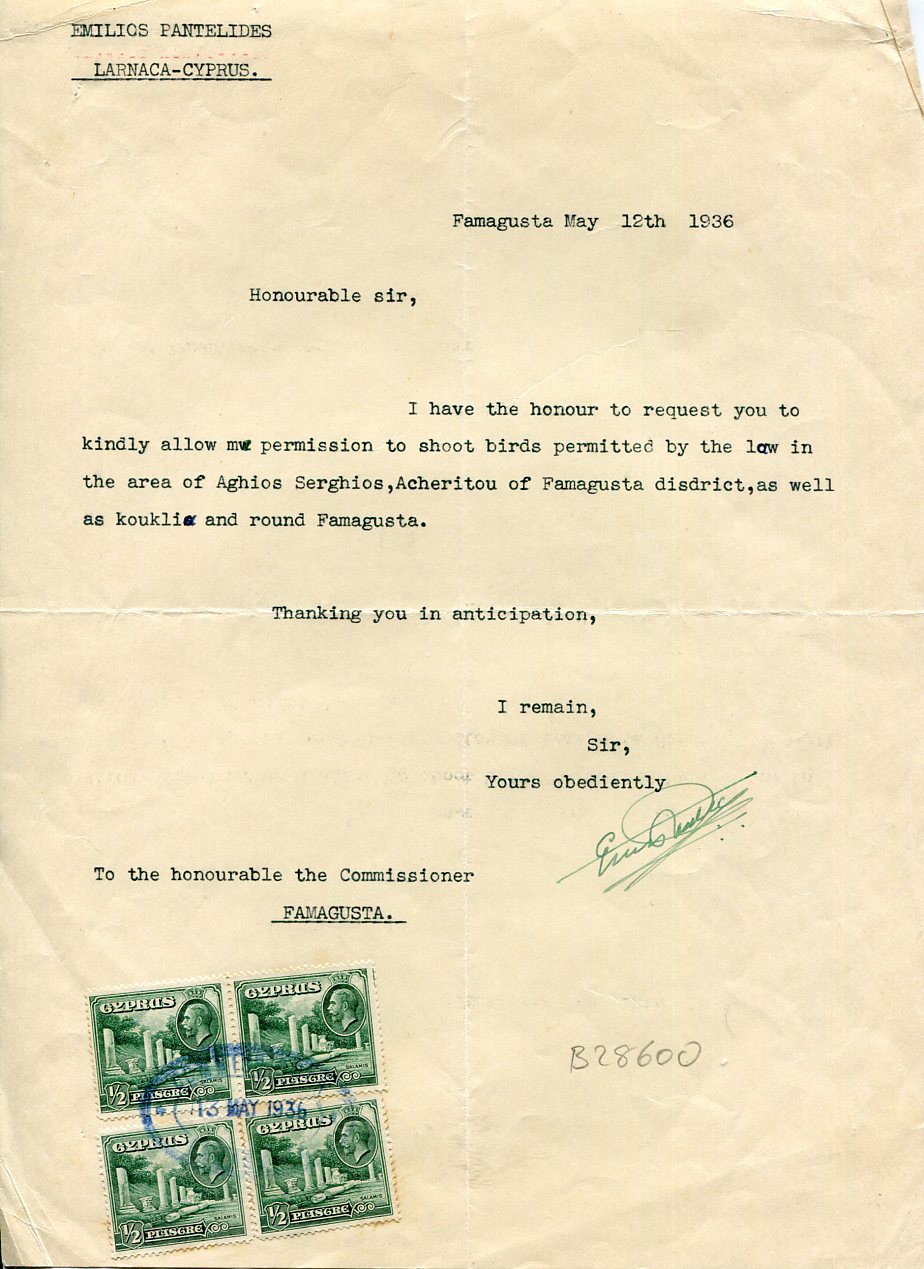 EMILIOS PANTELIDES
LARNACA-CYPRUS.
Famagusta May 12th 1936
Honourable sir,
I have the honour to request you to
kindly allow me permission to shoot birds permitted by the law in
the area of Aghios Serghios,Acheritou of Famagusta disdrict,as well
as kouklia and round Famagusta.
Thanking you in anticipation,
I remain,
Sir,
Yours obediently
To the honourable the Commissioner
FAMAGUSTA.
B28600
CYPRUS
SALAMIS
1/2 PIASTRE
CYPRUS
SALAMIS
1/2 PIASTRE
13 MAY 1936
CYPRUS
SALAMIS
1/2 PIASTRE
CYPRUS
SALAMIS
1/2 PIASTRE